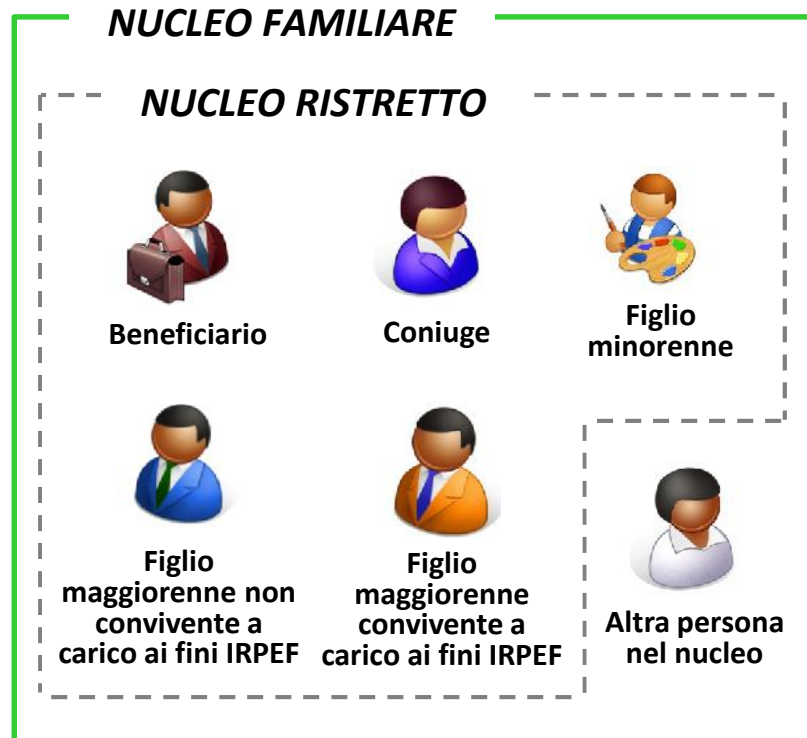 NUCLEO FAMILIARE
NUCLEO RISTRETTO
Beneficiario
Coniuge
Figlio
minorenne
Figlio
maggiorenne non
convivente a
carico ai fini IRPEF
Figlio
maggiorenne
convivente a
carico ai fini IRPEF
Altra persona
nel nucleo